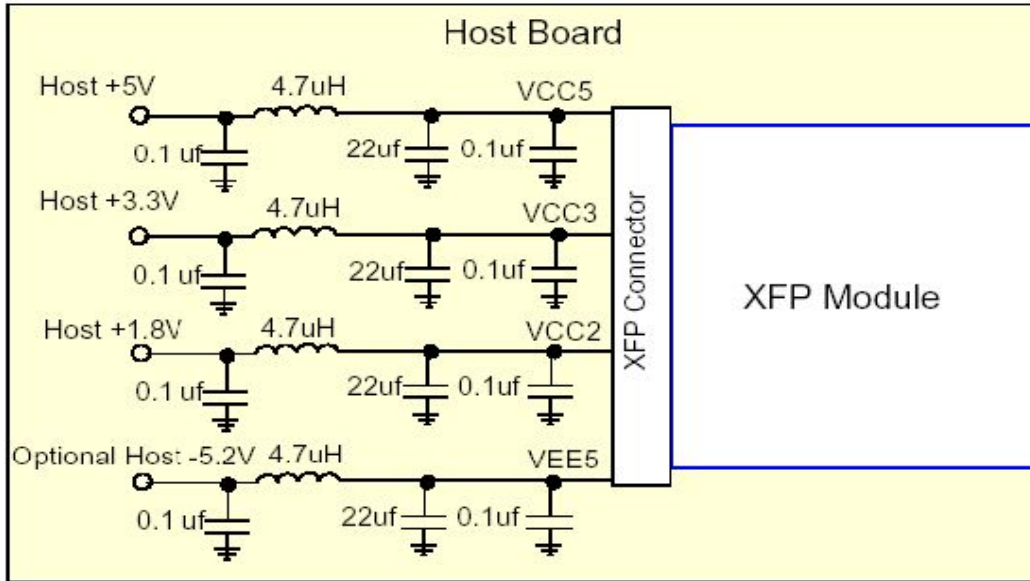 Host Board
Host +5V
4.7uH
VCC5
0.1 uf
22uf
0.1uf
Host +3.3V
4.7uH
VCC3
0.1 uf
22uf
0.1uf
Host +1.8V
4.7uH
VCC2
0.1 uf
22uf
0.1uf
Optional Host -5.2V
4.7uH
VEE5
0.1 uf
22uf
0.1uf
XFP Connector
XFP Module